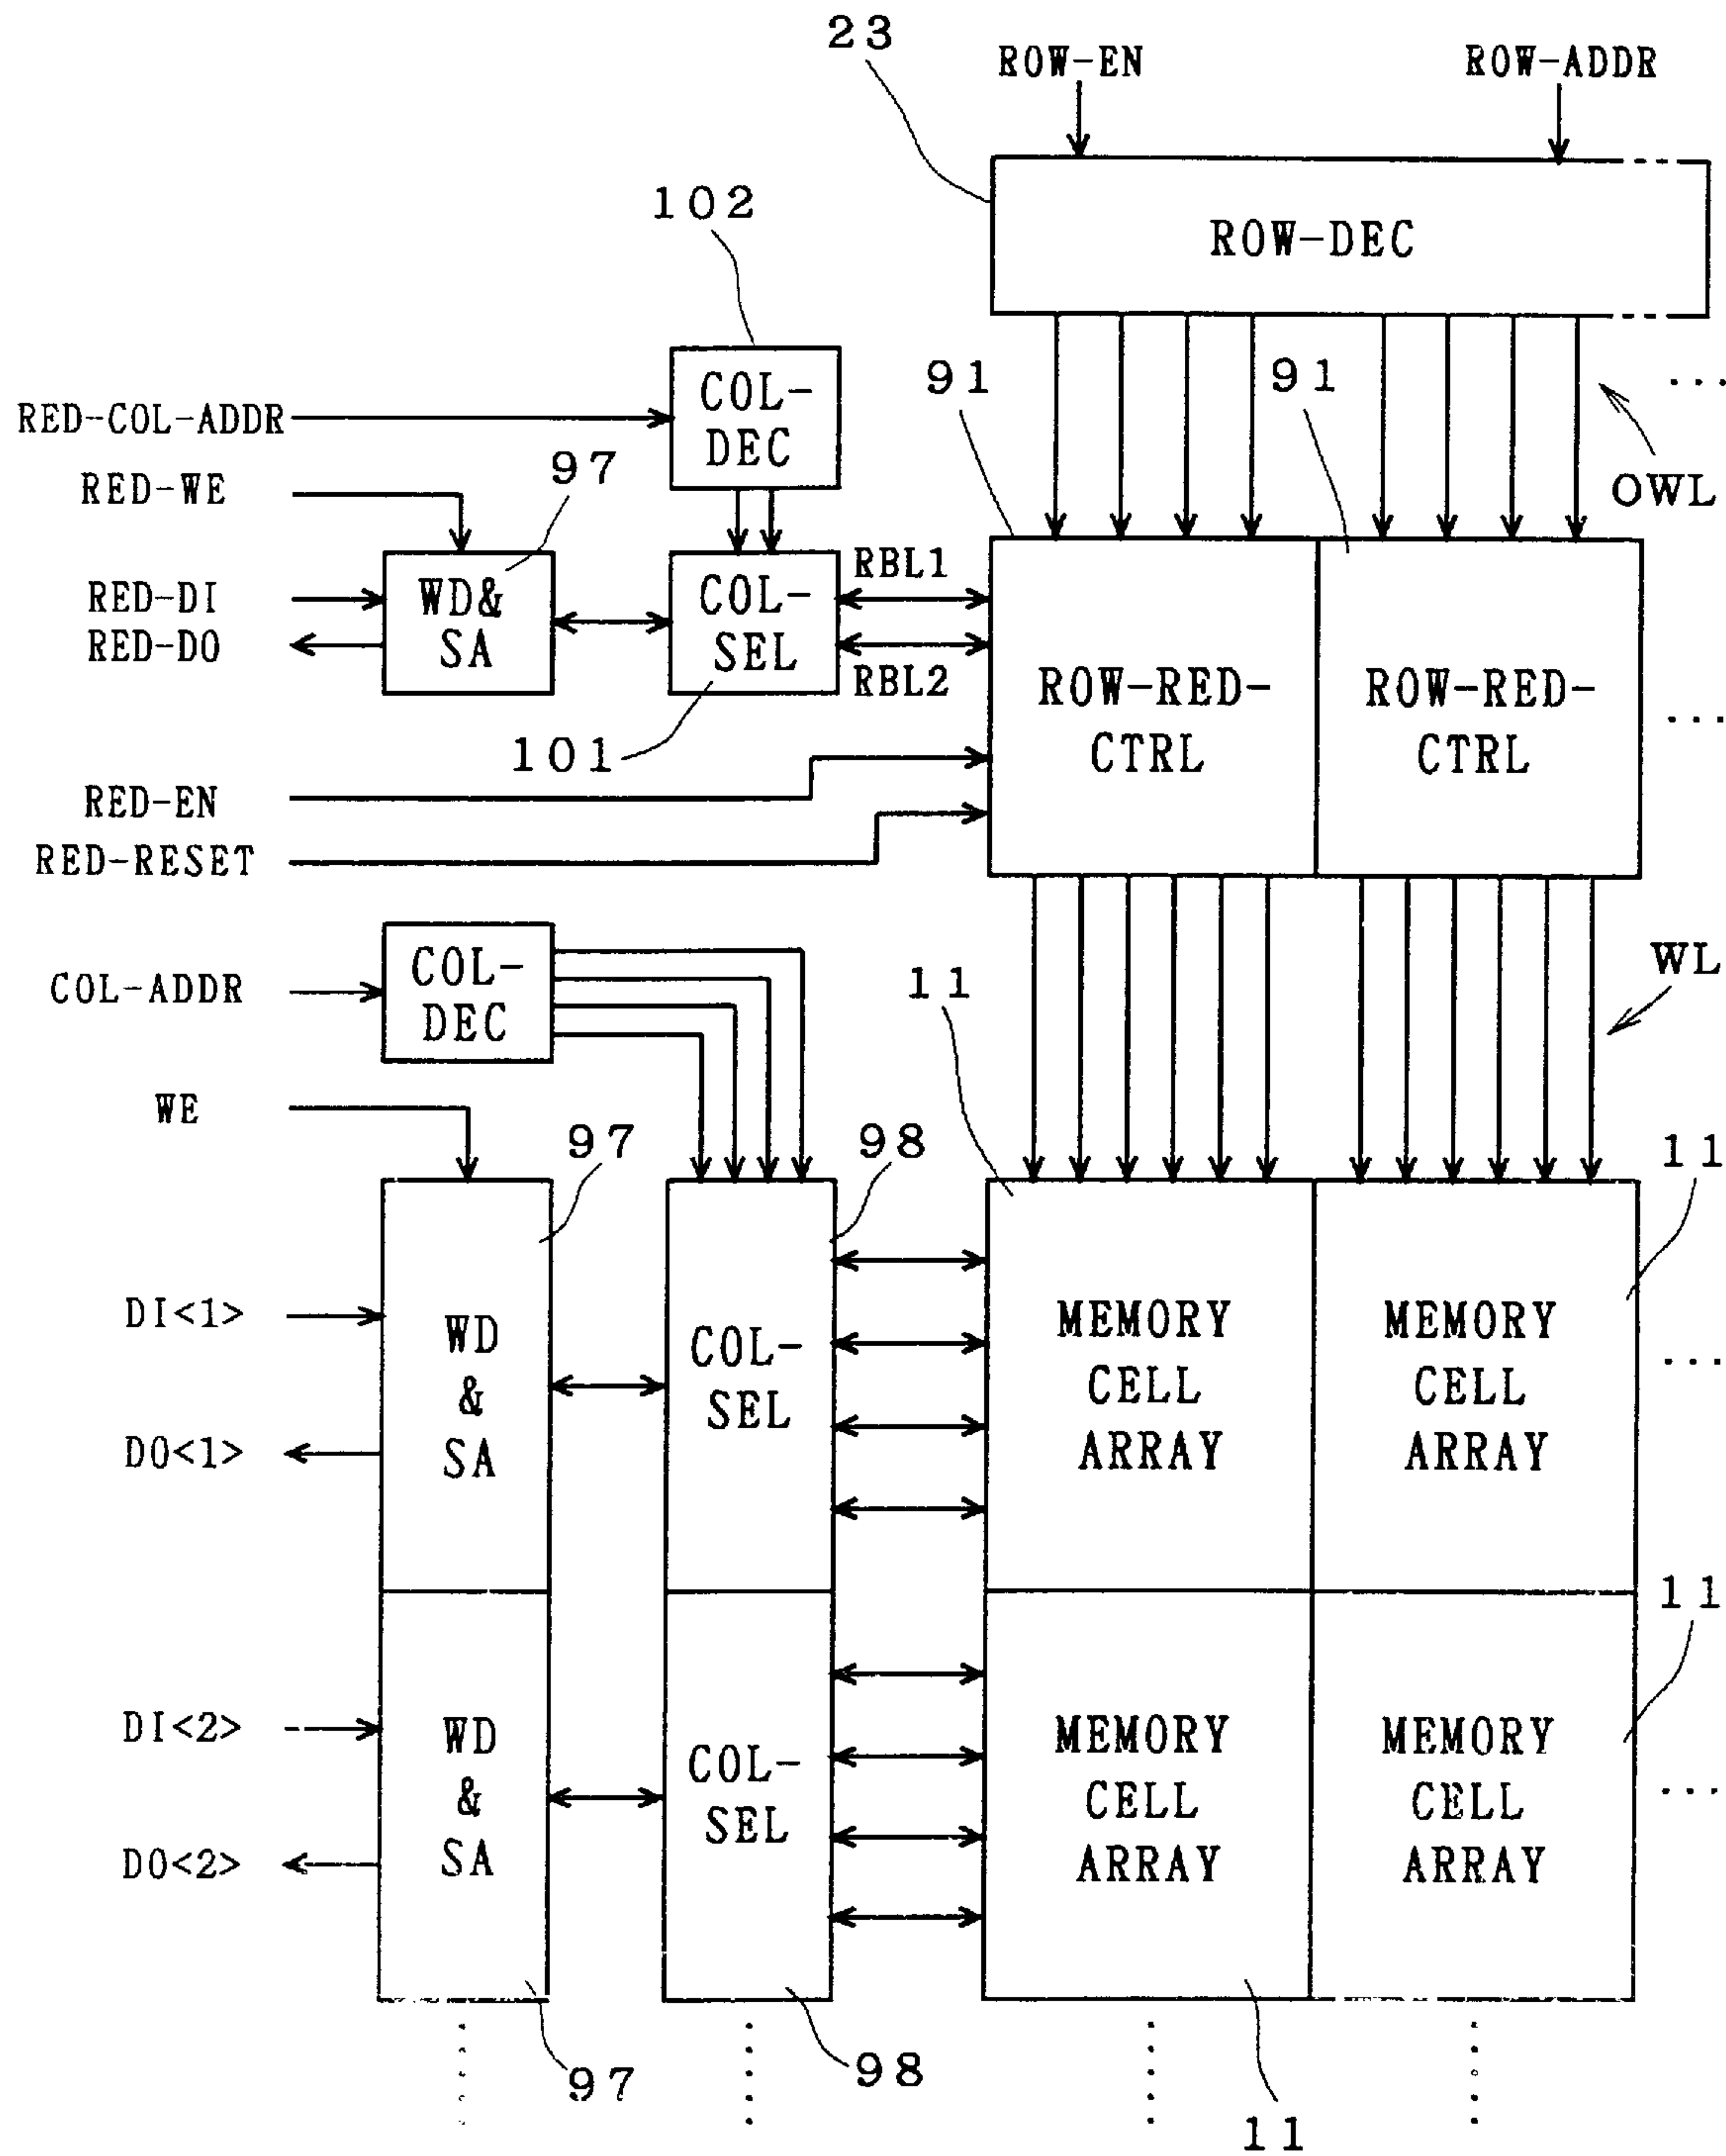 23
ROW-EN
ROW-ADDR
ROW-DEC
102
COL-
DEC
91
91
...
OWL
RED-COL-ADDR
RED-WE
97
RED-DI
RED-DO
WD&
SA
COL-
SEL
RBL1
RBL2
101
ROW-RED-
CTRL
ROW-RED-
CTRL
...
RED-EN
RED-RESET
COL-ADDR
COL-
DEC
11
WL
WE
97
98
11
DI<1>
DO<1>
WD
&
SA
COL-
SEL
MEMORY
CELL
ARRAY
MEMORY
CELL
ARRAY
...
11
DI<2>
DO<2>
WD
&
SA
COL-
SEL
MEMORY
CELL
ARRAY
MEMORY
CELL
ARRAY
...
97
98
11